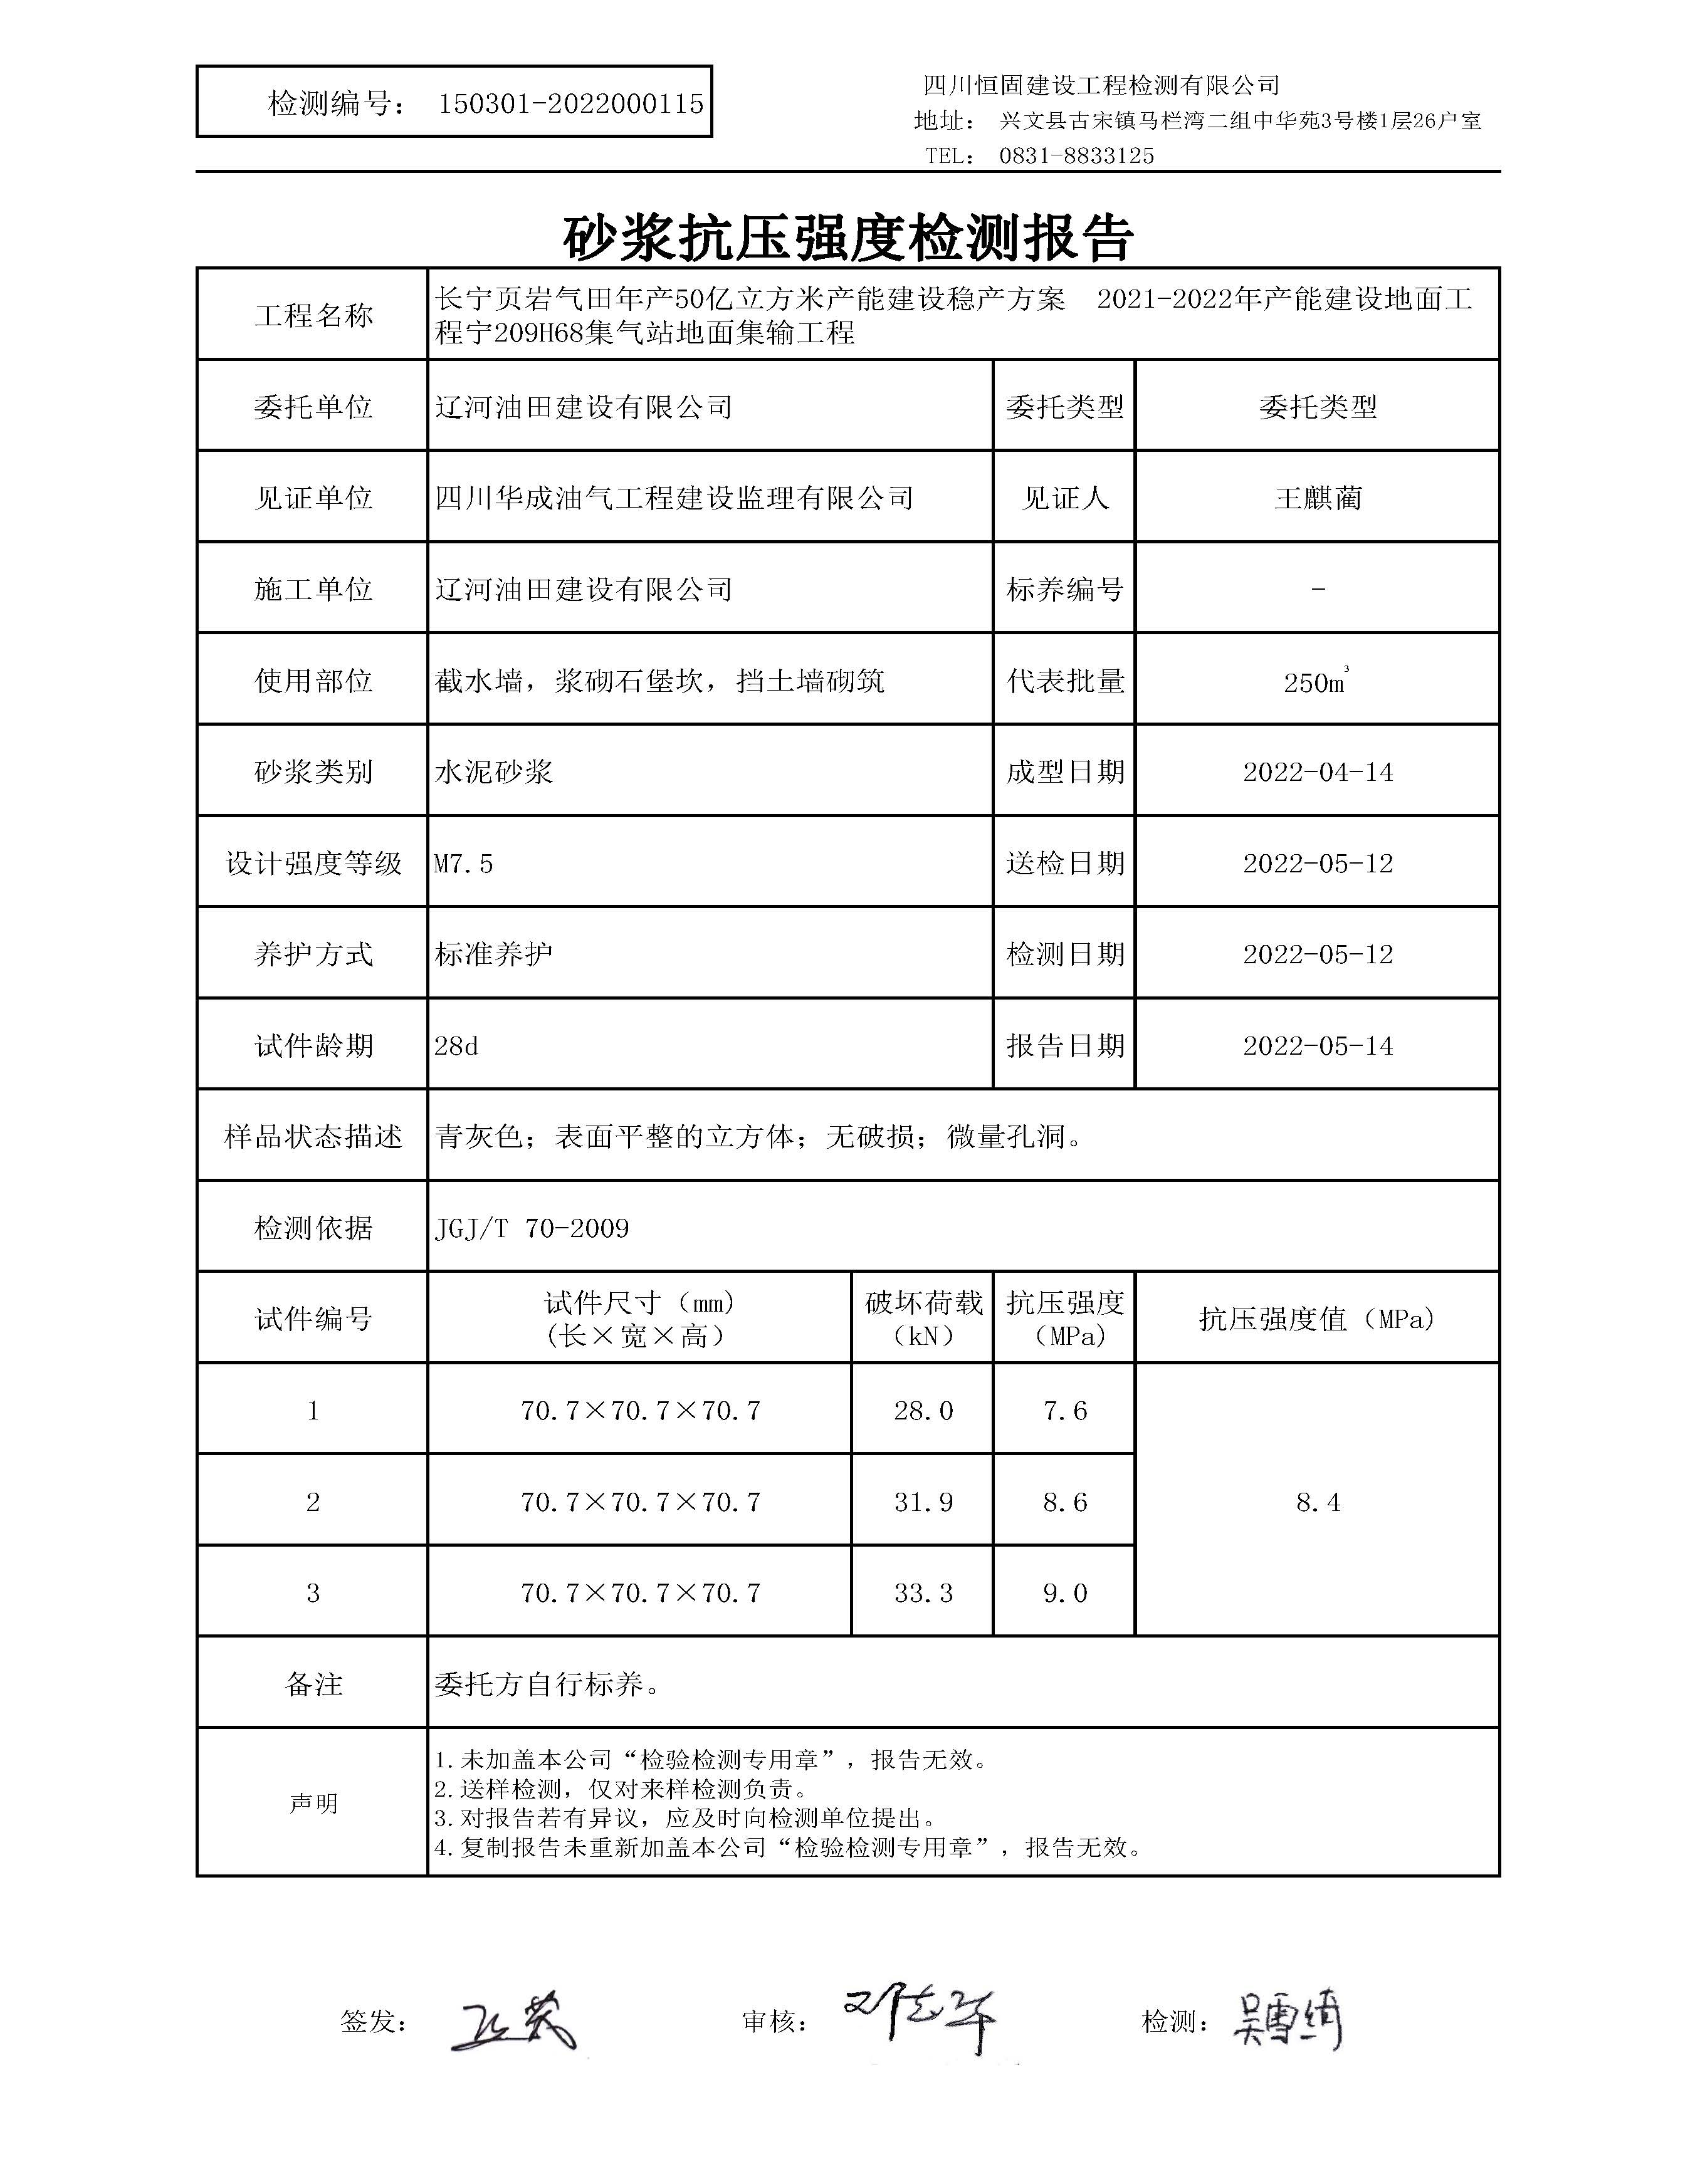 检测编号： 150301-2022000115
四川恒固建设工程检测有限公司
地址： 兴文县古宋镇马栏湾二组中华苑3号楼1层26户室
TEL： 0831-8833125
砂浆抗压强度检测报告
工程名称 长宁页岩气田年产50亿立方米产能建设稳产方案 2021-2022年产能建设地面工
程宁209H68集气站地面集输工程
委托单位 辽河油田建设有限公司 委托类型 委托类型
见证单位 四川华成油气工程建设监理有限公司 见证人 王麒蔺
施工单位 辽河油田建设有限公司 标养编号 -
使用部位 截水墙，浆砌石堡坎，挡土墙砌筑 代表批量 250m³
砂浆类别 水泥砂浆 成型日期 2022-04-14
设计强度等级 M7.5 送检日期 2022-05-12
养护方式 标准养护 检测日期 2022-05-12
试件龄期 28d 报告日期 2022-05-14
样品状态描述 青灰色；表面平整的立方体；无破损；微量孔洞。
检测依据 JGJ/T 70-2009
试件编号 试件尺寸（mm) 破坏荷载 抗压强度 抗压强度值（MPa)
(长×宽×高） （kN） （MPa)
1 70.7×70.7×70.7 28.0 7.6
2 70.7×70.7×70.7 31.9 8.6 8.4
3 70.7×70.7×70.7 33.3 9.0
备注 委托方自行标养。
声明
1.未加盖本公司“检验检测专用章”，报告无效。
2.送样检测，仅对来样检测负责。
3.对报告若有异议，应及时向检测单位提出。
4.复制报告未重新加盖本公司“检验检测专用章”，报告无效。
签发： 审核： 检测： 吴雪绮